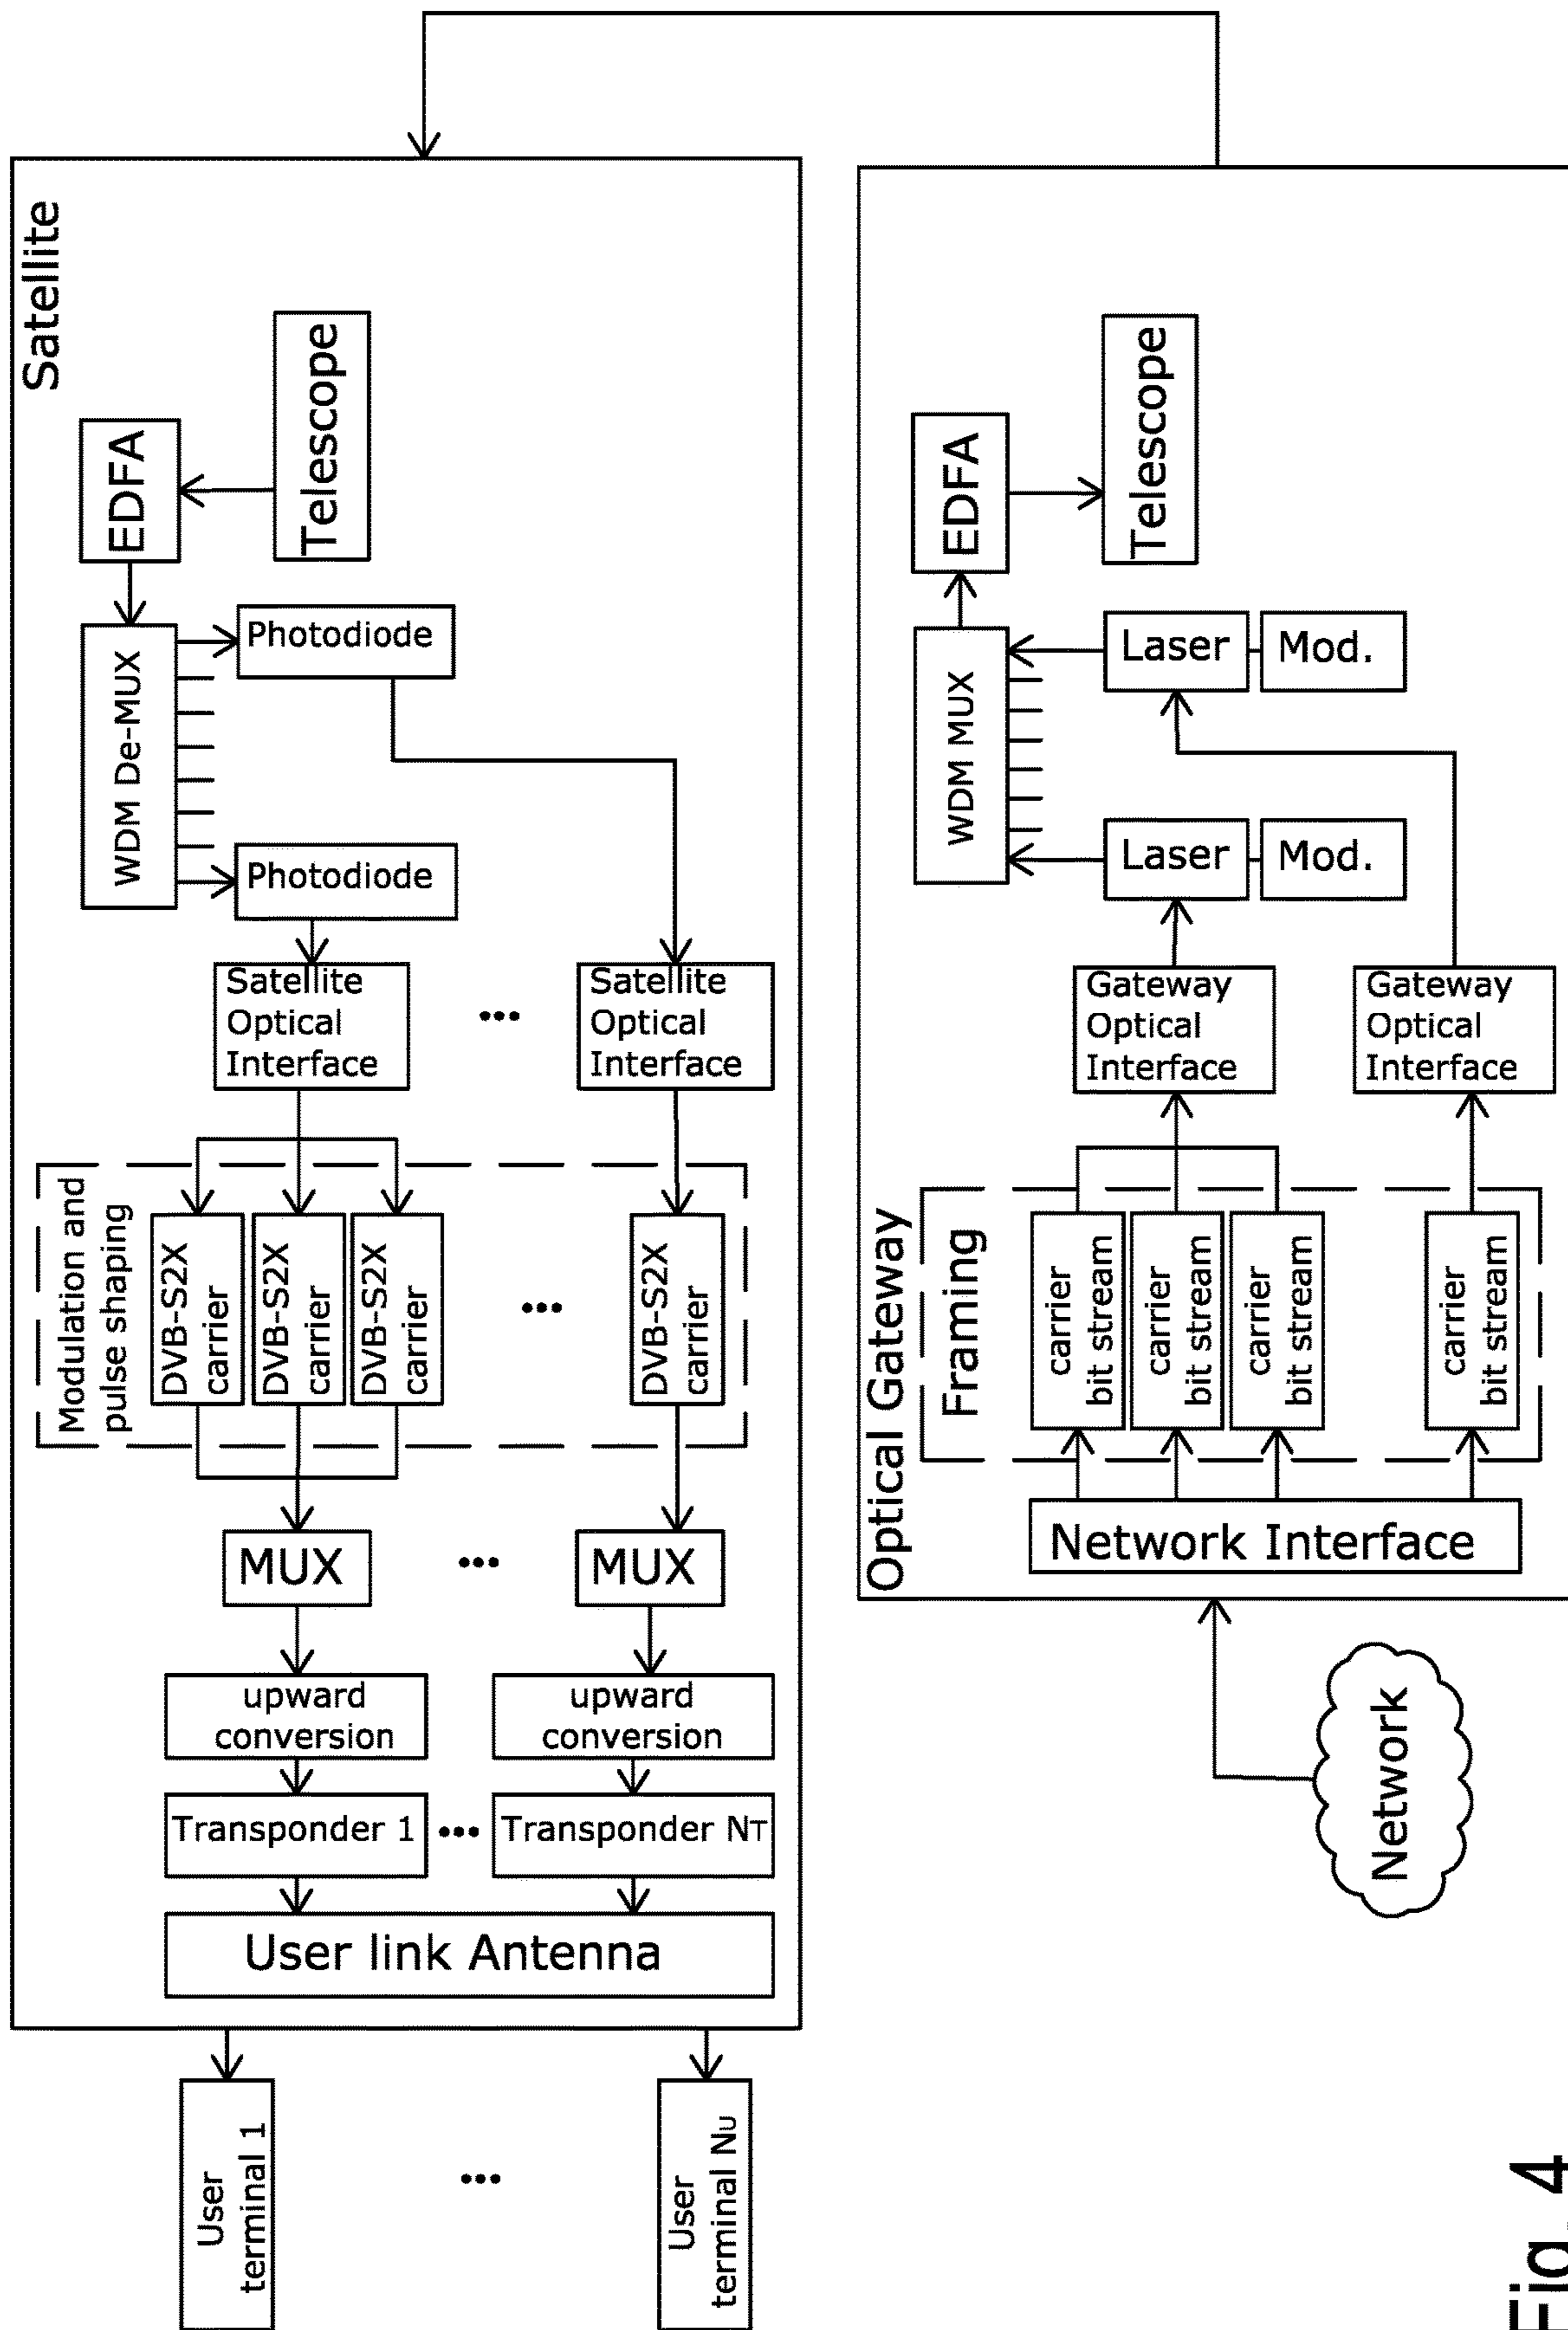 Satellite
EDFA
Telescope
WDM De-MUX
Photodiode
Photodiode
Satellite
Optical
Interface
...
Satellite
Optical
Interface
Modulation and
pulse shaping
DVB-S2X
carrier
DVB-S2X
carrier
DVB-S2X
carrier
...
DVB-S2X
carrier
MUX
...
MUX
upward
conversion
upward
conversion
Transponder 1
...
Transponder NT
User link Antenna
User
terminal 1
...
User
terminal NU
Optical Gateway
EDFA
Telescope
WDM MUX
Laser
Mod.
Laser
Mod.
Gateway
Optical
Interface
Gateway
Optical
Interface
Framing
carrier
bit stream
carrier
bit stream
carrier
bit stream
carrier
bit stream
Network Interface
Network
Fig. 4